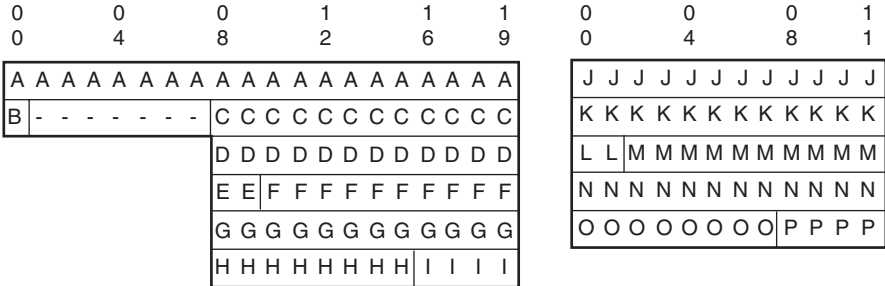 0 0 0 1 1 1
0 4 8 2 6 9
A A A A A A A A A A A A A A A A A A A A
B - - - - - - - C C C C C C C C C C C C
D D D D D D D D D D D D
E E F F F F F F F F F F
G G G G G G G G G G G G
H H H H H H H H I I I I
0 0 0 1
0 4 8 1
J J J J J J J J J J J J
K K K K K K K K K K K K
L L M M M M M M M M M M
N N N N N N N N N N N N
O O O O O O O O P P P P